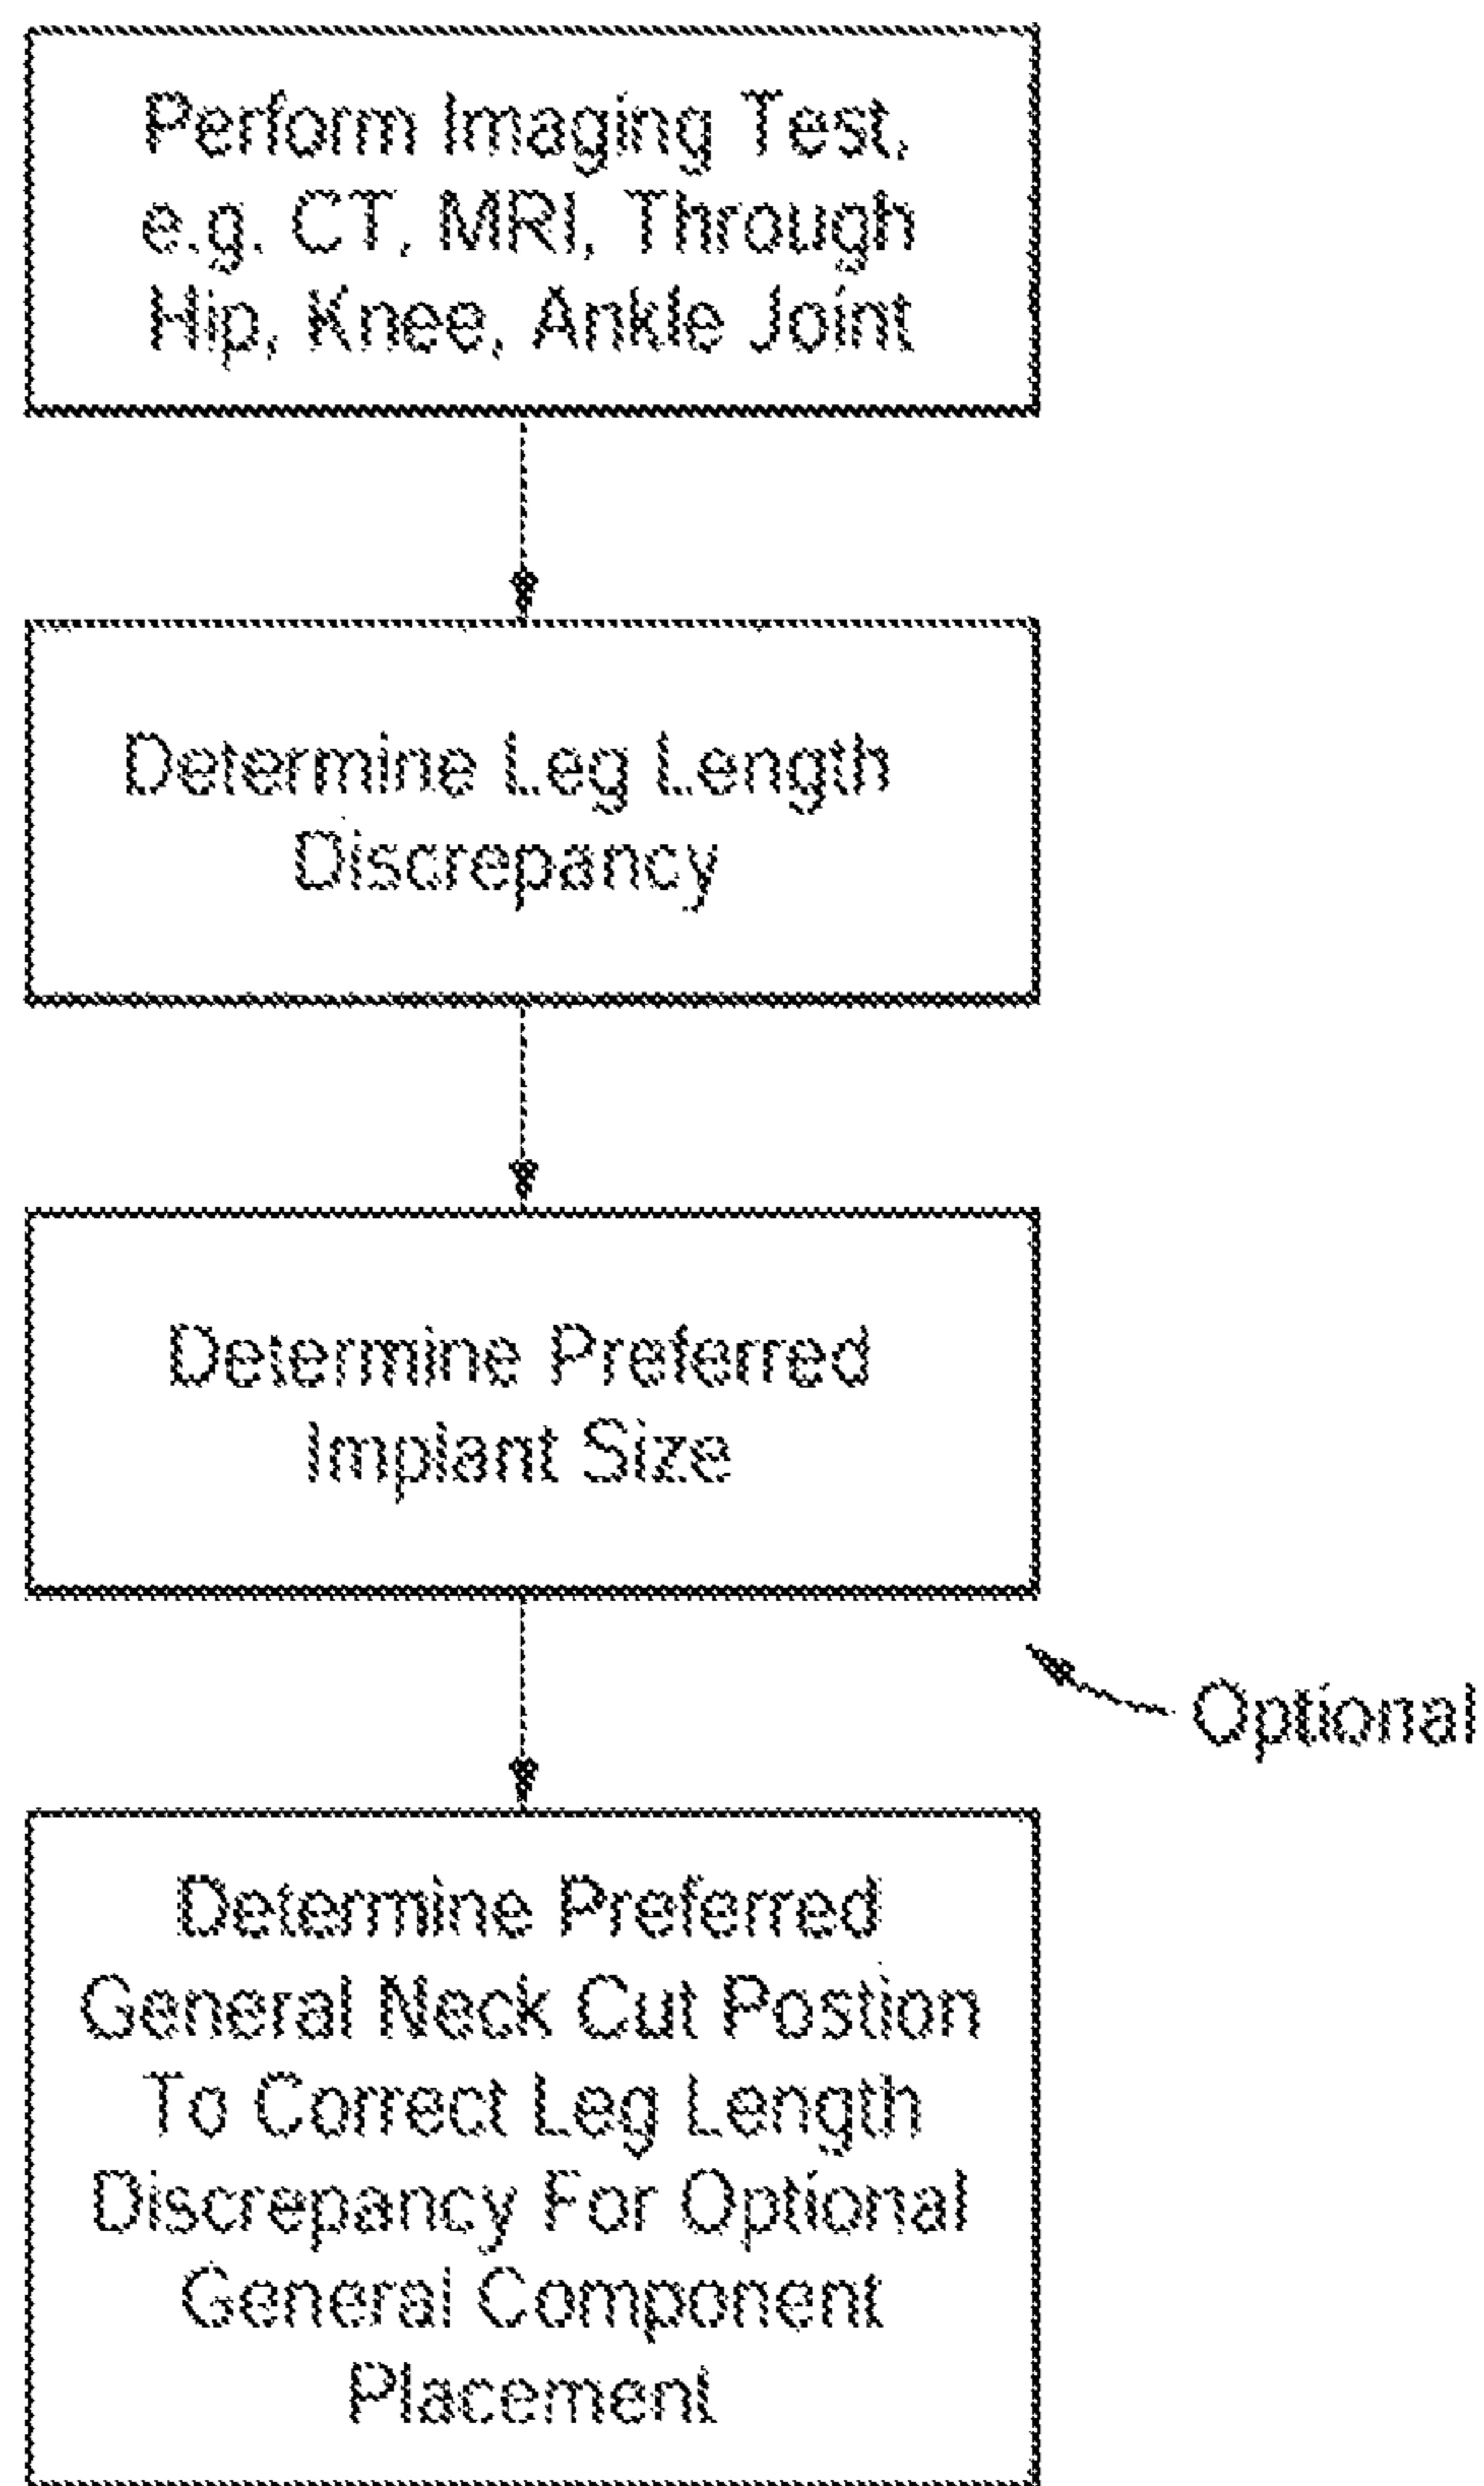 Perform Imaging Test,
e.g. CT, MRI, Through
Hip, Knee, Ankle Joint
Determine Leg Length
Discrepancy
Determine Preferred
Implant Size
Optional
Determine Preferred
General Neck Cut Postion
To Correct Leg Length
Discrepancy For Optional
General Component
Placement